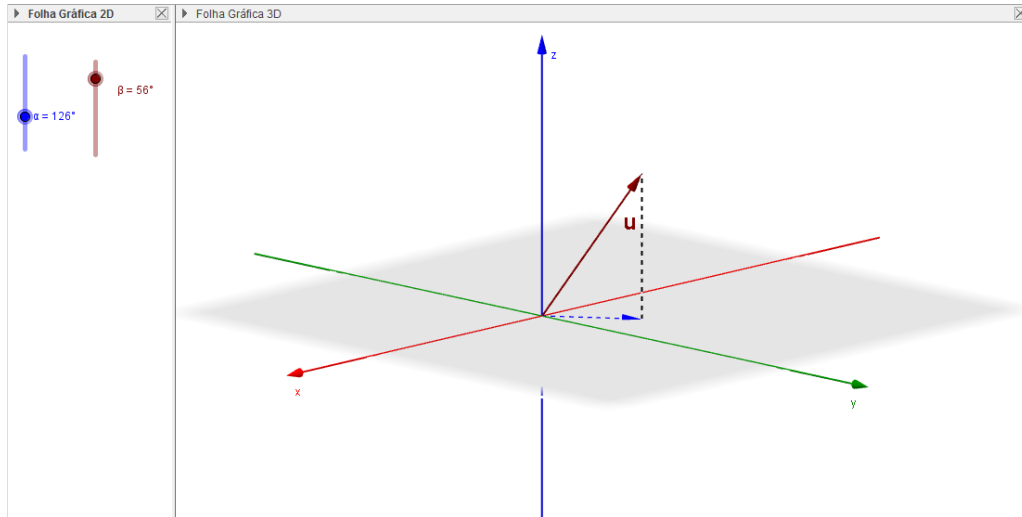 Folha Gráfica 2D
Folha Gráfica 3D
α = 126°
β = 56°
z
u
x
y